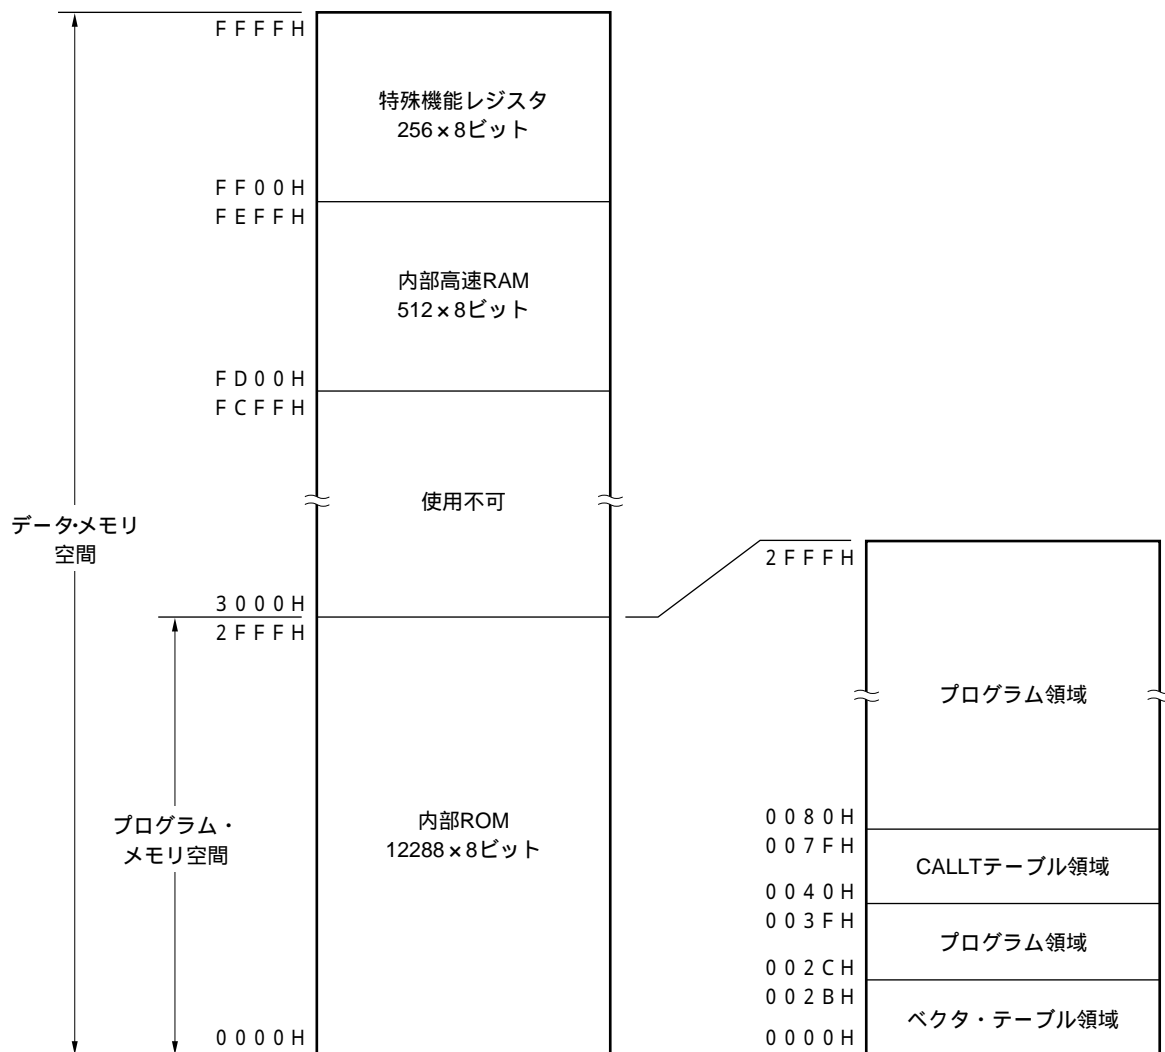 FFFFH
特殊機能レジスタ
256×8ビット
FF00H
FEFFH
内部高速RAM
512×8ビット
FD00H
FCFFH
使用不可
データ・メモリ
空間
3000H
2FFFH
プログラム・
メモリ空間
内部ROM
12288×8ビット
0000H
2FFFH
プログラム領域
0080H
007FH
CALLTテーブル領域
0040H
003FH
プログラム領域
002CH
002BH
ベクタ・テーブル領域
0000H